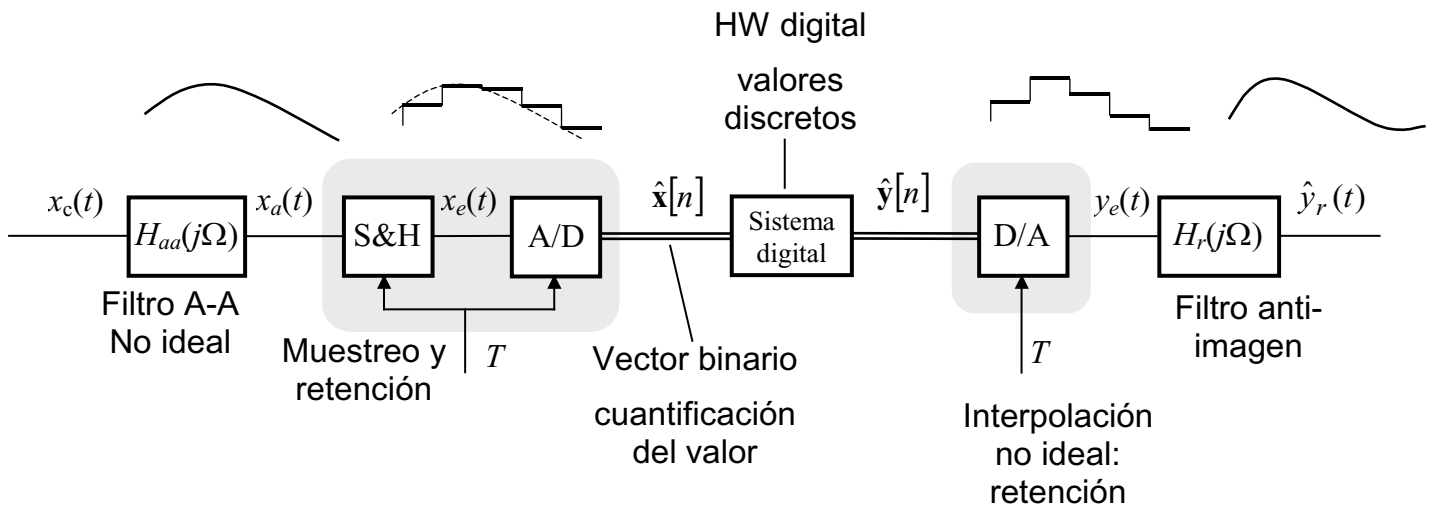 HW digital
valores
discretos
x_c(t)
H_aa(jΩ)
x_a(t)
S&H
x_e(t)
A/D
x̂[n]
Sistema
digital
ŷ[n]
D/A
y_e(t)
H_r(jΩ)
ŷ_r(t)
Filtro A-A
No ideal
Muestreo y
retención
T
Vector binario
cuantificación
del valor
T
Interpolación
no ideal:
retención
Filtro anti-
imagen